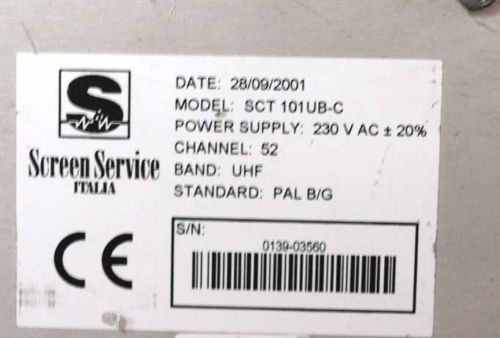 S
Screen Service
ITALIA
CE
DATE: 28/09/2001
MODEL: SCT 101UB-C
POWER SUPPLY: 230 V AC ± 20%
CHANNEL: 52
BAND: UHF
STANDARD: PAL B/G
S/N:
0139-03560